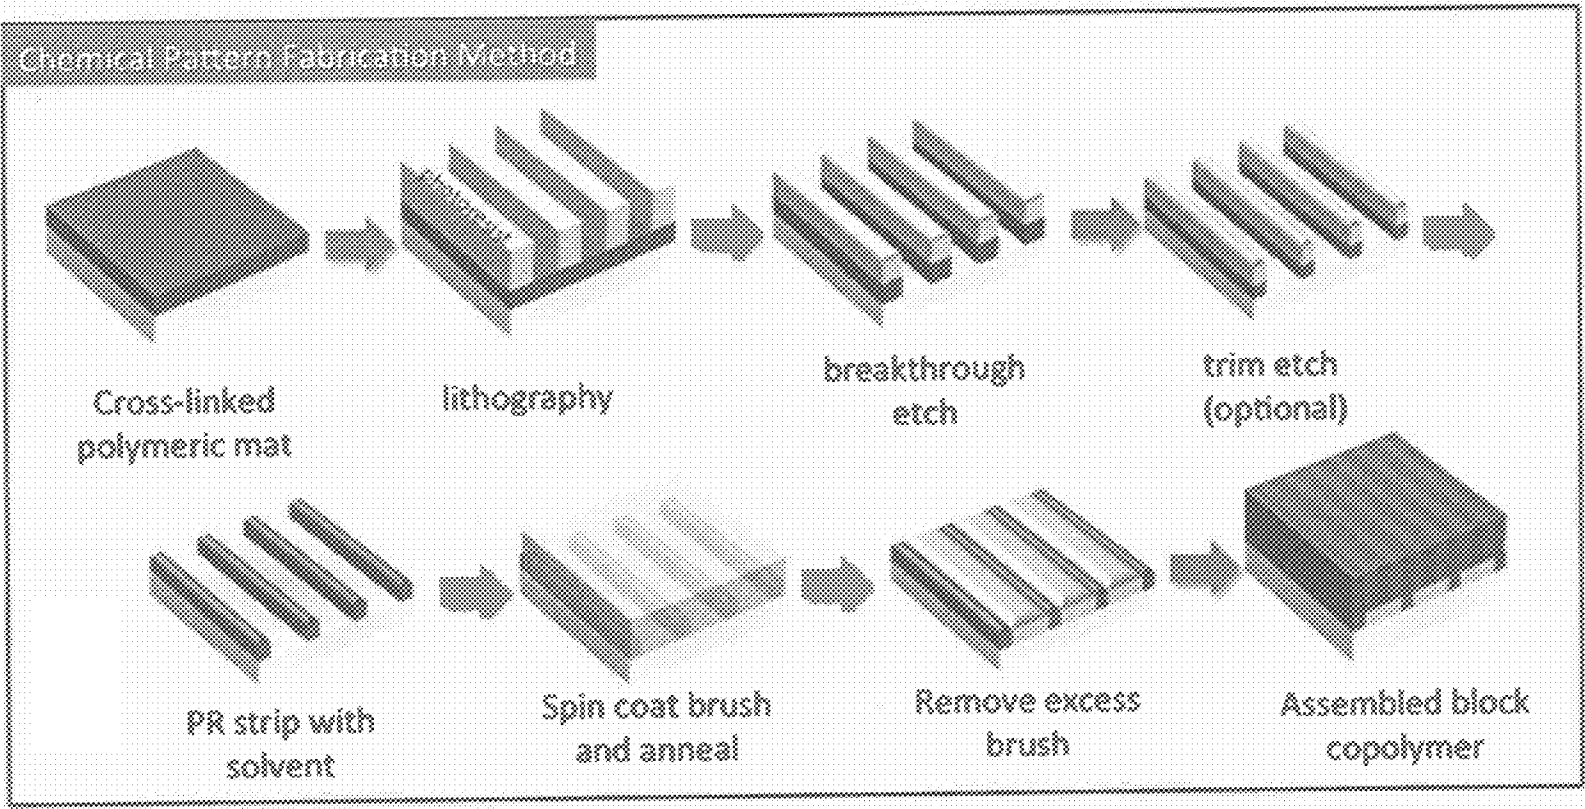 Chemical Pattern Fabrication Method
photoresist
Cross-linked
polymeric mat
lithography
breakthrough
etch
trim etch
(optional)
PR strip with
solvent
Spin coat brush
and anneal
Remove excess
brush
Assembled block
copolymer